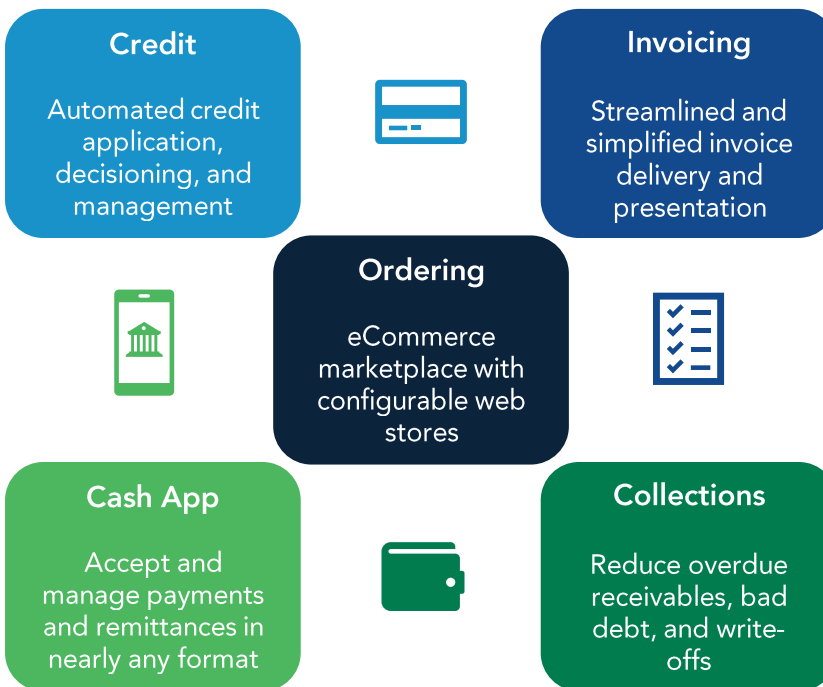 Credit
Automated credit
application,
decisioning, and
management
Invoicing
Streamlined and
simplified invoice
delivery and
presentation
Ordering
eCommerce
marketplace with
configurable web
stores
Cash App
Accept and
manage payments
and remittances in
nearly any format
Collections
Reduce overdue
receivables, bad
debt, and write-
offs